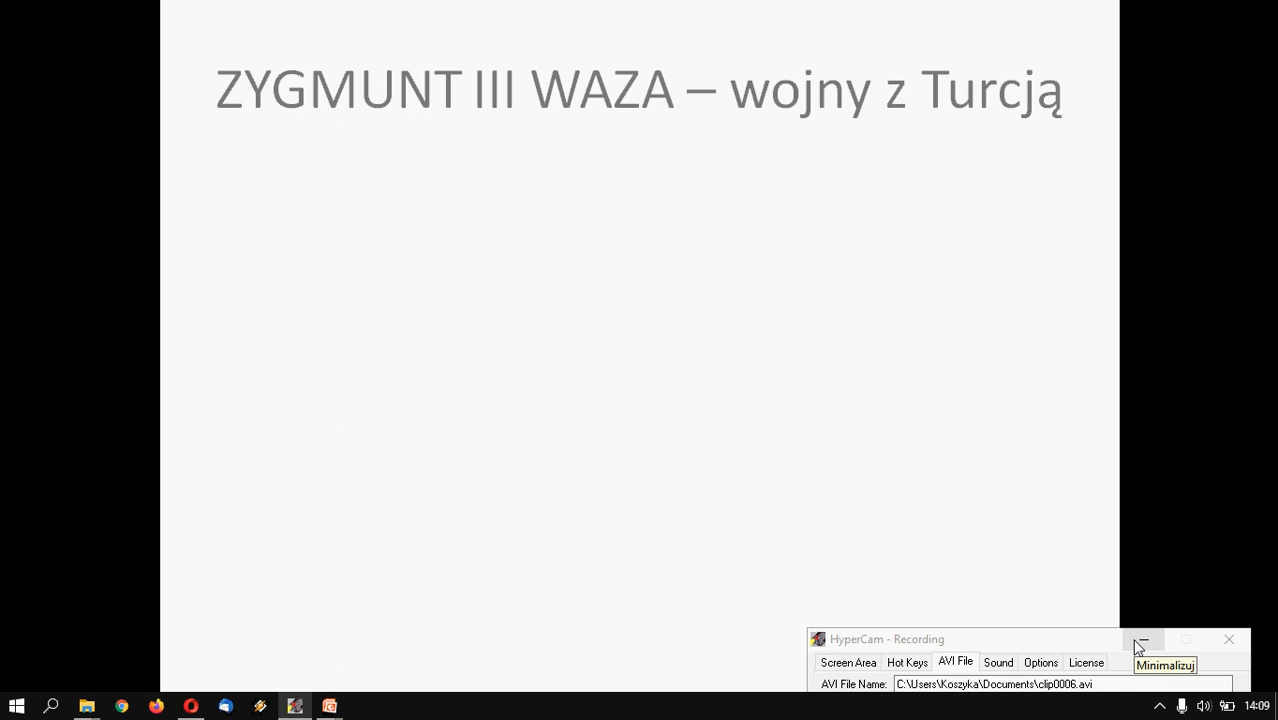 ZYGMUNT III WAZA – wojny z Turcją
HyperCam - Recording
Screen Area Hot Keys AVI File Sound Options License
Minimalizuj
AVI File Name: C:\Users\Koszyka\Documents\clip0006.avi
14:09